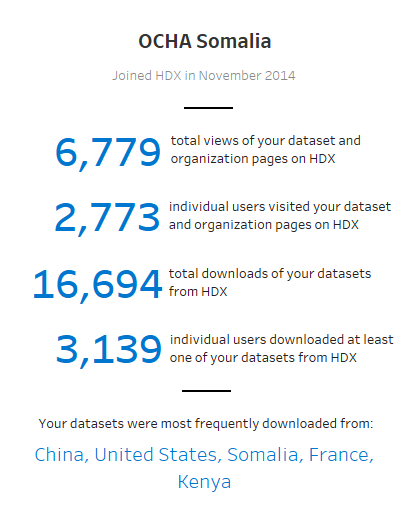 OCHA Somalia
Joined HDX in November 2014
6,779
total views of your dataset and
organization pages on HDX
2,773
individual users visited your dataset
and organization pages on HDX
16,694
total downloads of your datasets
from HDX
3,139
individual users downloaded at least
one of your datasets from HDX
Your datasets were most frequently downloaded from:
China, United States, Somalia, France,
Kenya